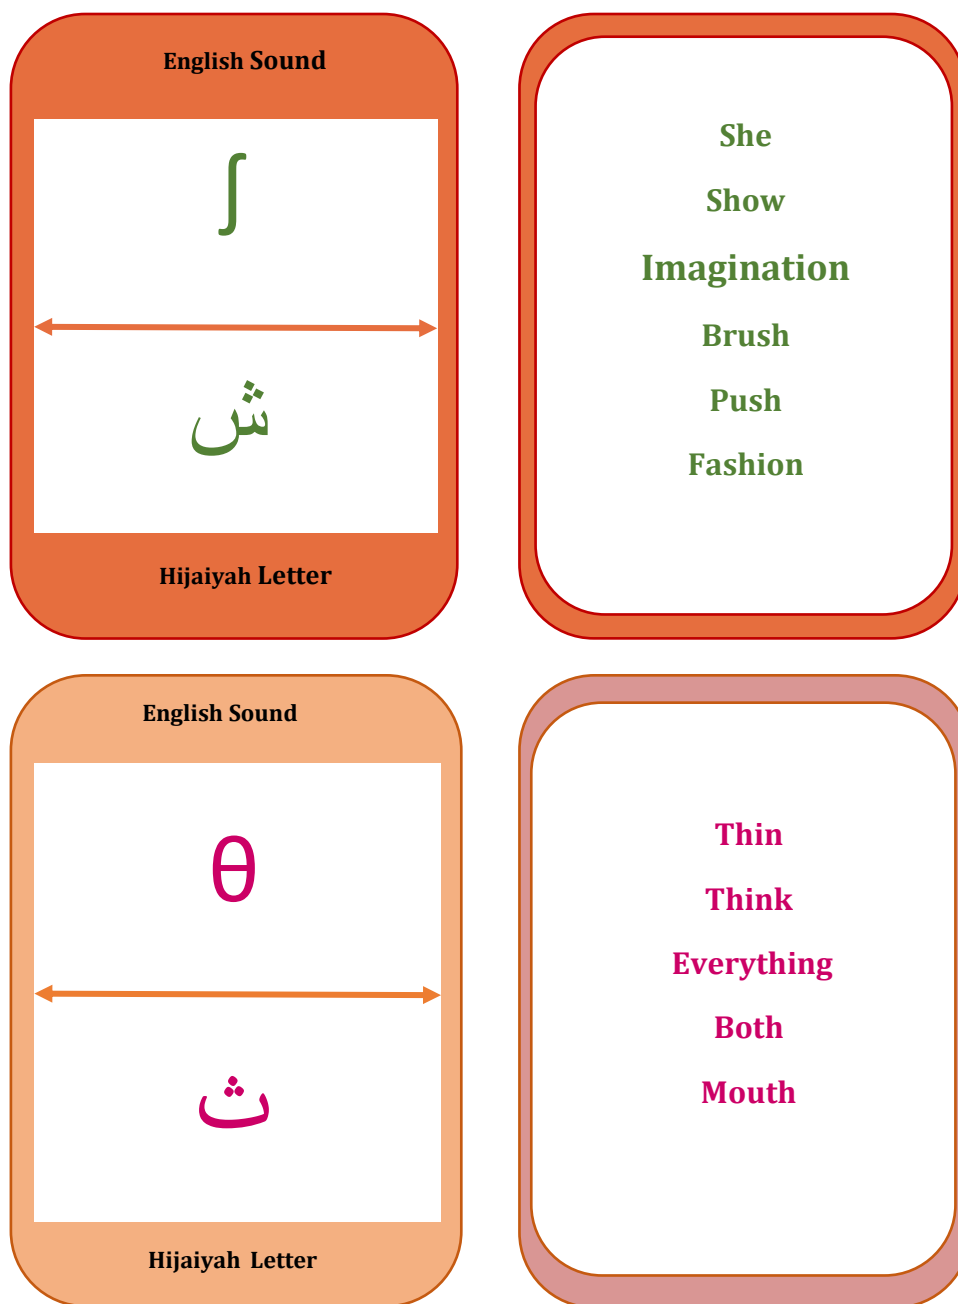 English Sound
ʃ
ش
Hijaiyah Letter
She
Show
Imagination
Brush
Push
Fashion
English Sound
θ
ث
Hijaiyah Letter
Thin
Think
Everything
Both
Mouth